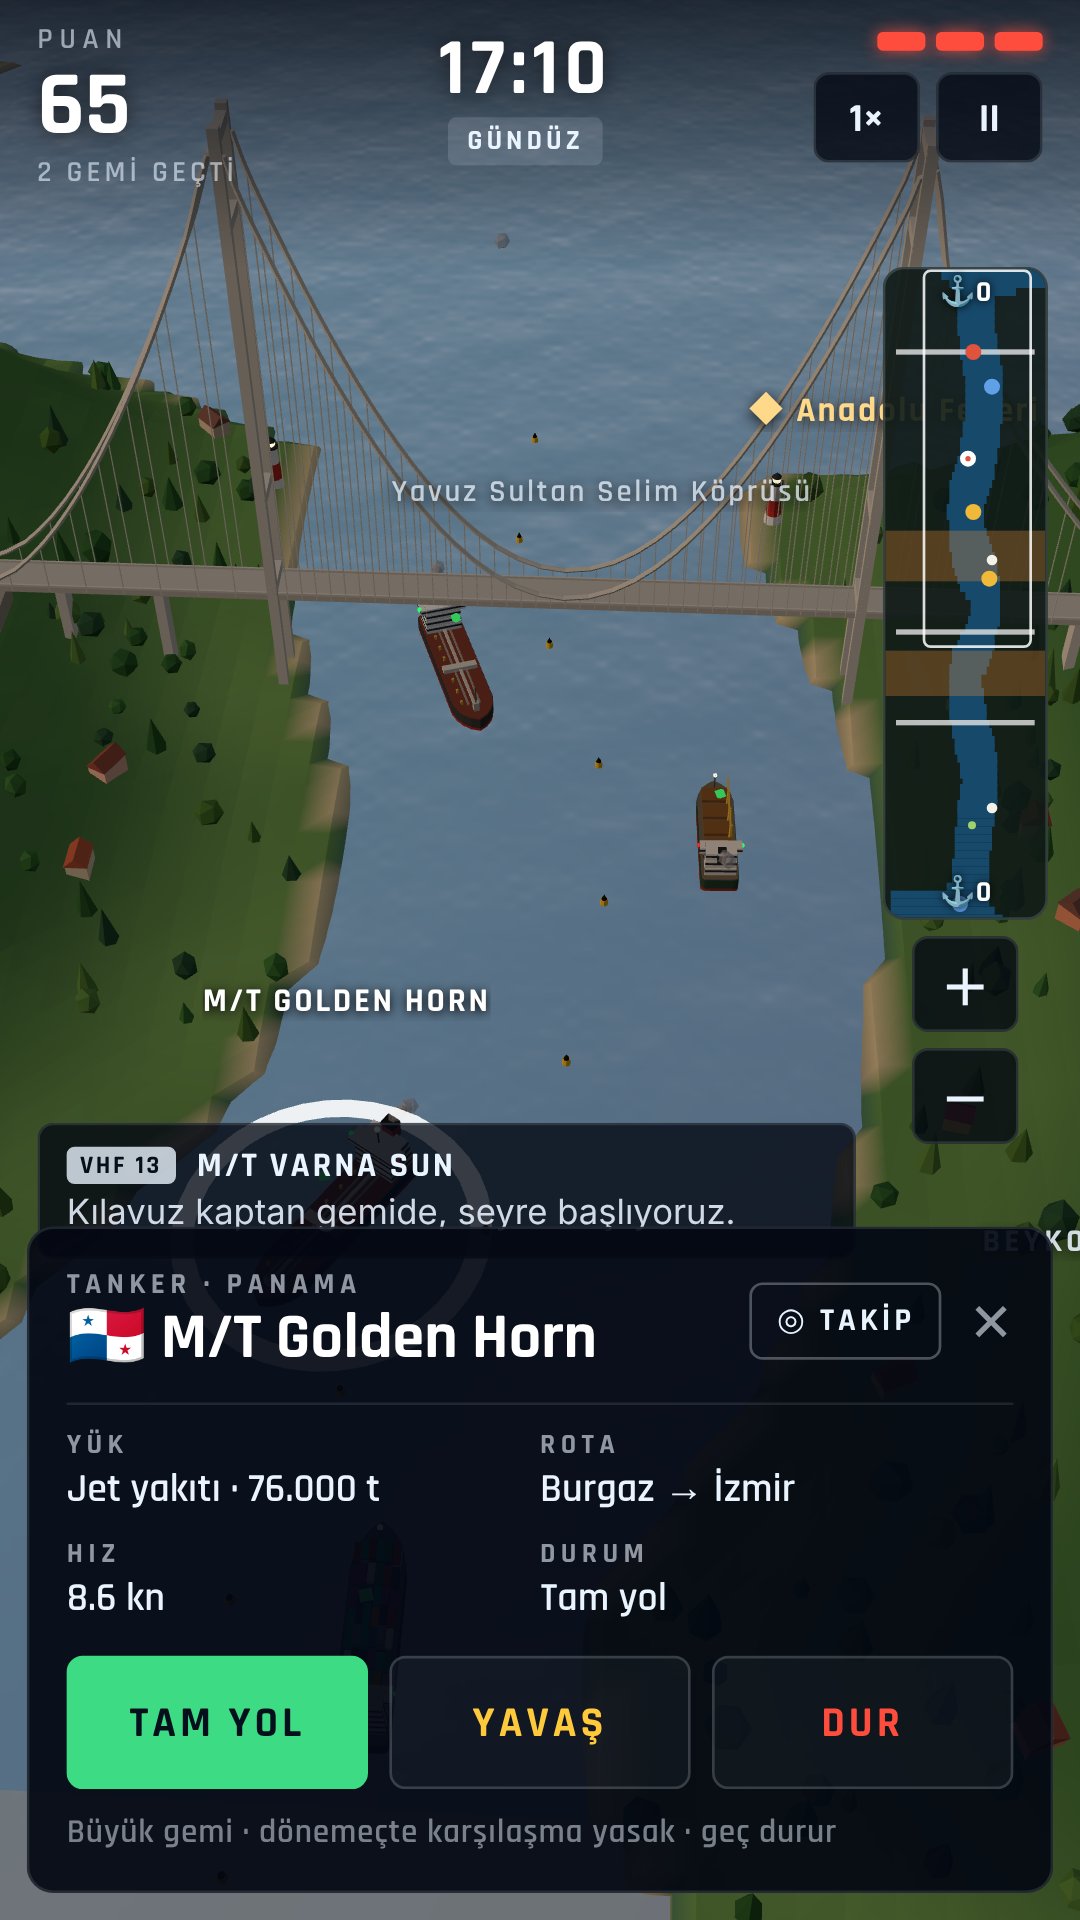 PUAN
65
2 GEMİ GEÇTİ
17:10
GÜNDÜZ
1×
0
Anadolu Feneri
Yavuz Sultan Selim Köprüsü
0
+
−
M/T GOLDEN HORN
VHF 13 M/T VARNA SUN
Kılavuz kaptan gemide, seyre başlıyoruz.
BEYKO
TANKER · PANAMA
M/T Golden Horn
◎ TAKİP
YÜK
Jet yakıtı · 76.000 t
ROTA
Burgaz → İzmir
HIZ
8.6 kn
DURUM
Tam yol
TAM YOL
YAVAŞ
DUR
Büyük gemi · dönemeçte karşılaşma yasak · geç durur